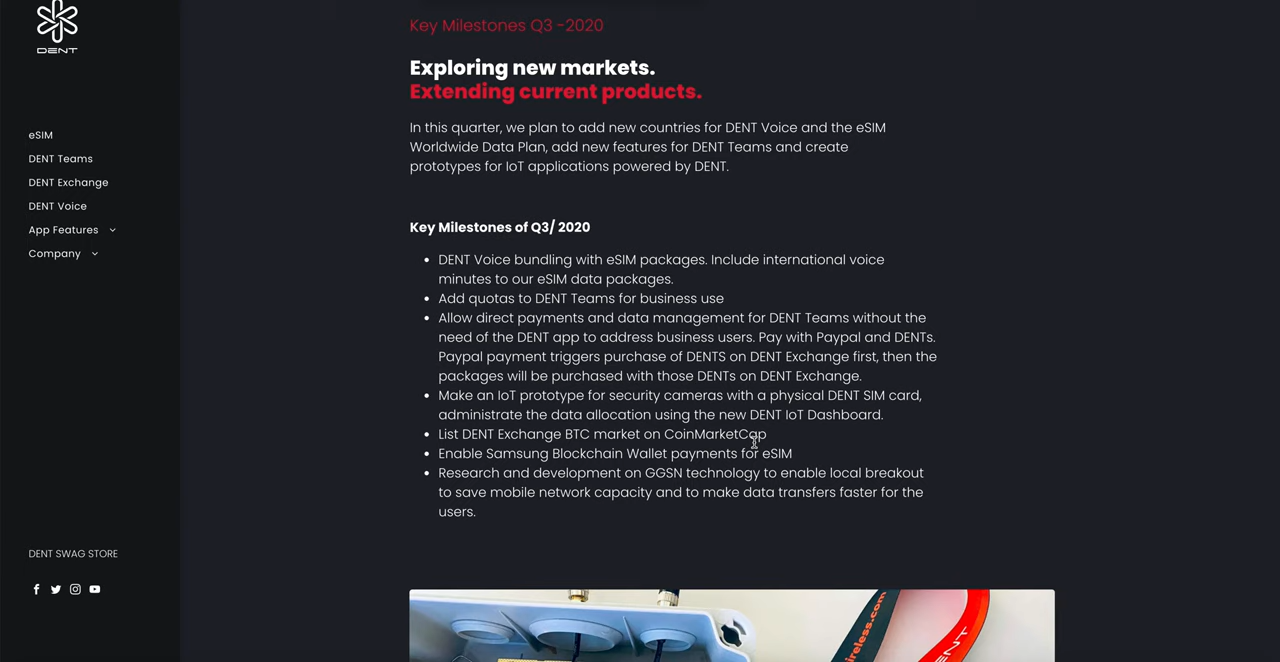 DENT
eSIM
DENT Teams
DENT Exchange
DENT Voice
App Features
Company
DENT SWAG STORE
Key Milestones Q3 -2020
Exploring new markets.
Extending current products.
In this quarter, we plan to add new countries for DENT Voice and the eSIM
Worldwide Data Plan, add new features for DENT Teams and create
prototypes for IoT applications powered by DENT.
Key Milestones of Q3/ 2020
• DENT Voice bundling with eSIM packages. Include international voice
minutes to our eSIM data packages.
• Add quotas to DENT Teams for business use
• Allow direct payments and data management for DENT Teams without the
need of the DENT app to address business users. Pay with Paypal and DENTs.
Paypal payment triggers purchase of DENTS on DENT Exchange first, then the
packages will be purchased with those DENTs on DENT Exchange.
• Make an IoT prototype for security cameras with a physical DENT SIM card,
administrate the data allocation using the new DENT IoT Dashboard.
• List DENT Exchange BTC market on CoinMarketCap
• Enable Samsung Blockchain Wallet payments for eSIM
• Research and development on GGSN technology to enable local breakout
to save mobile network capacity and to make data transfers faster for the
users.
ireless.com
DENT